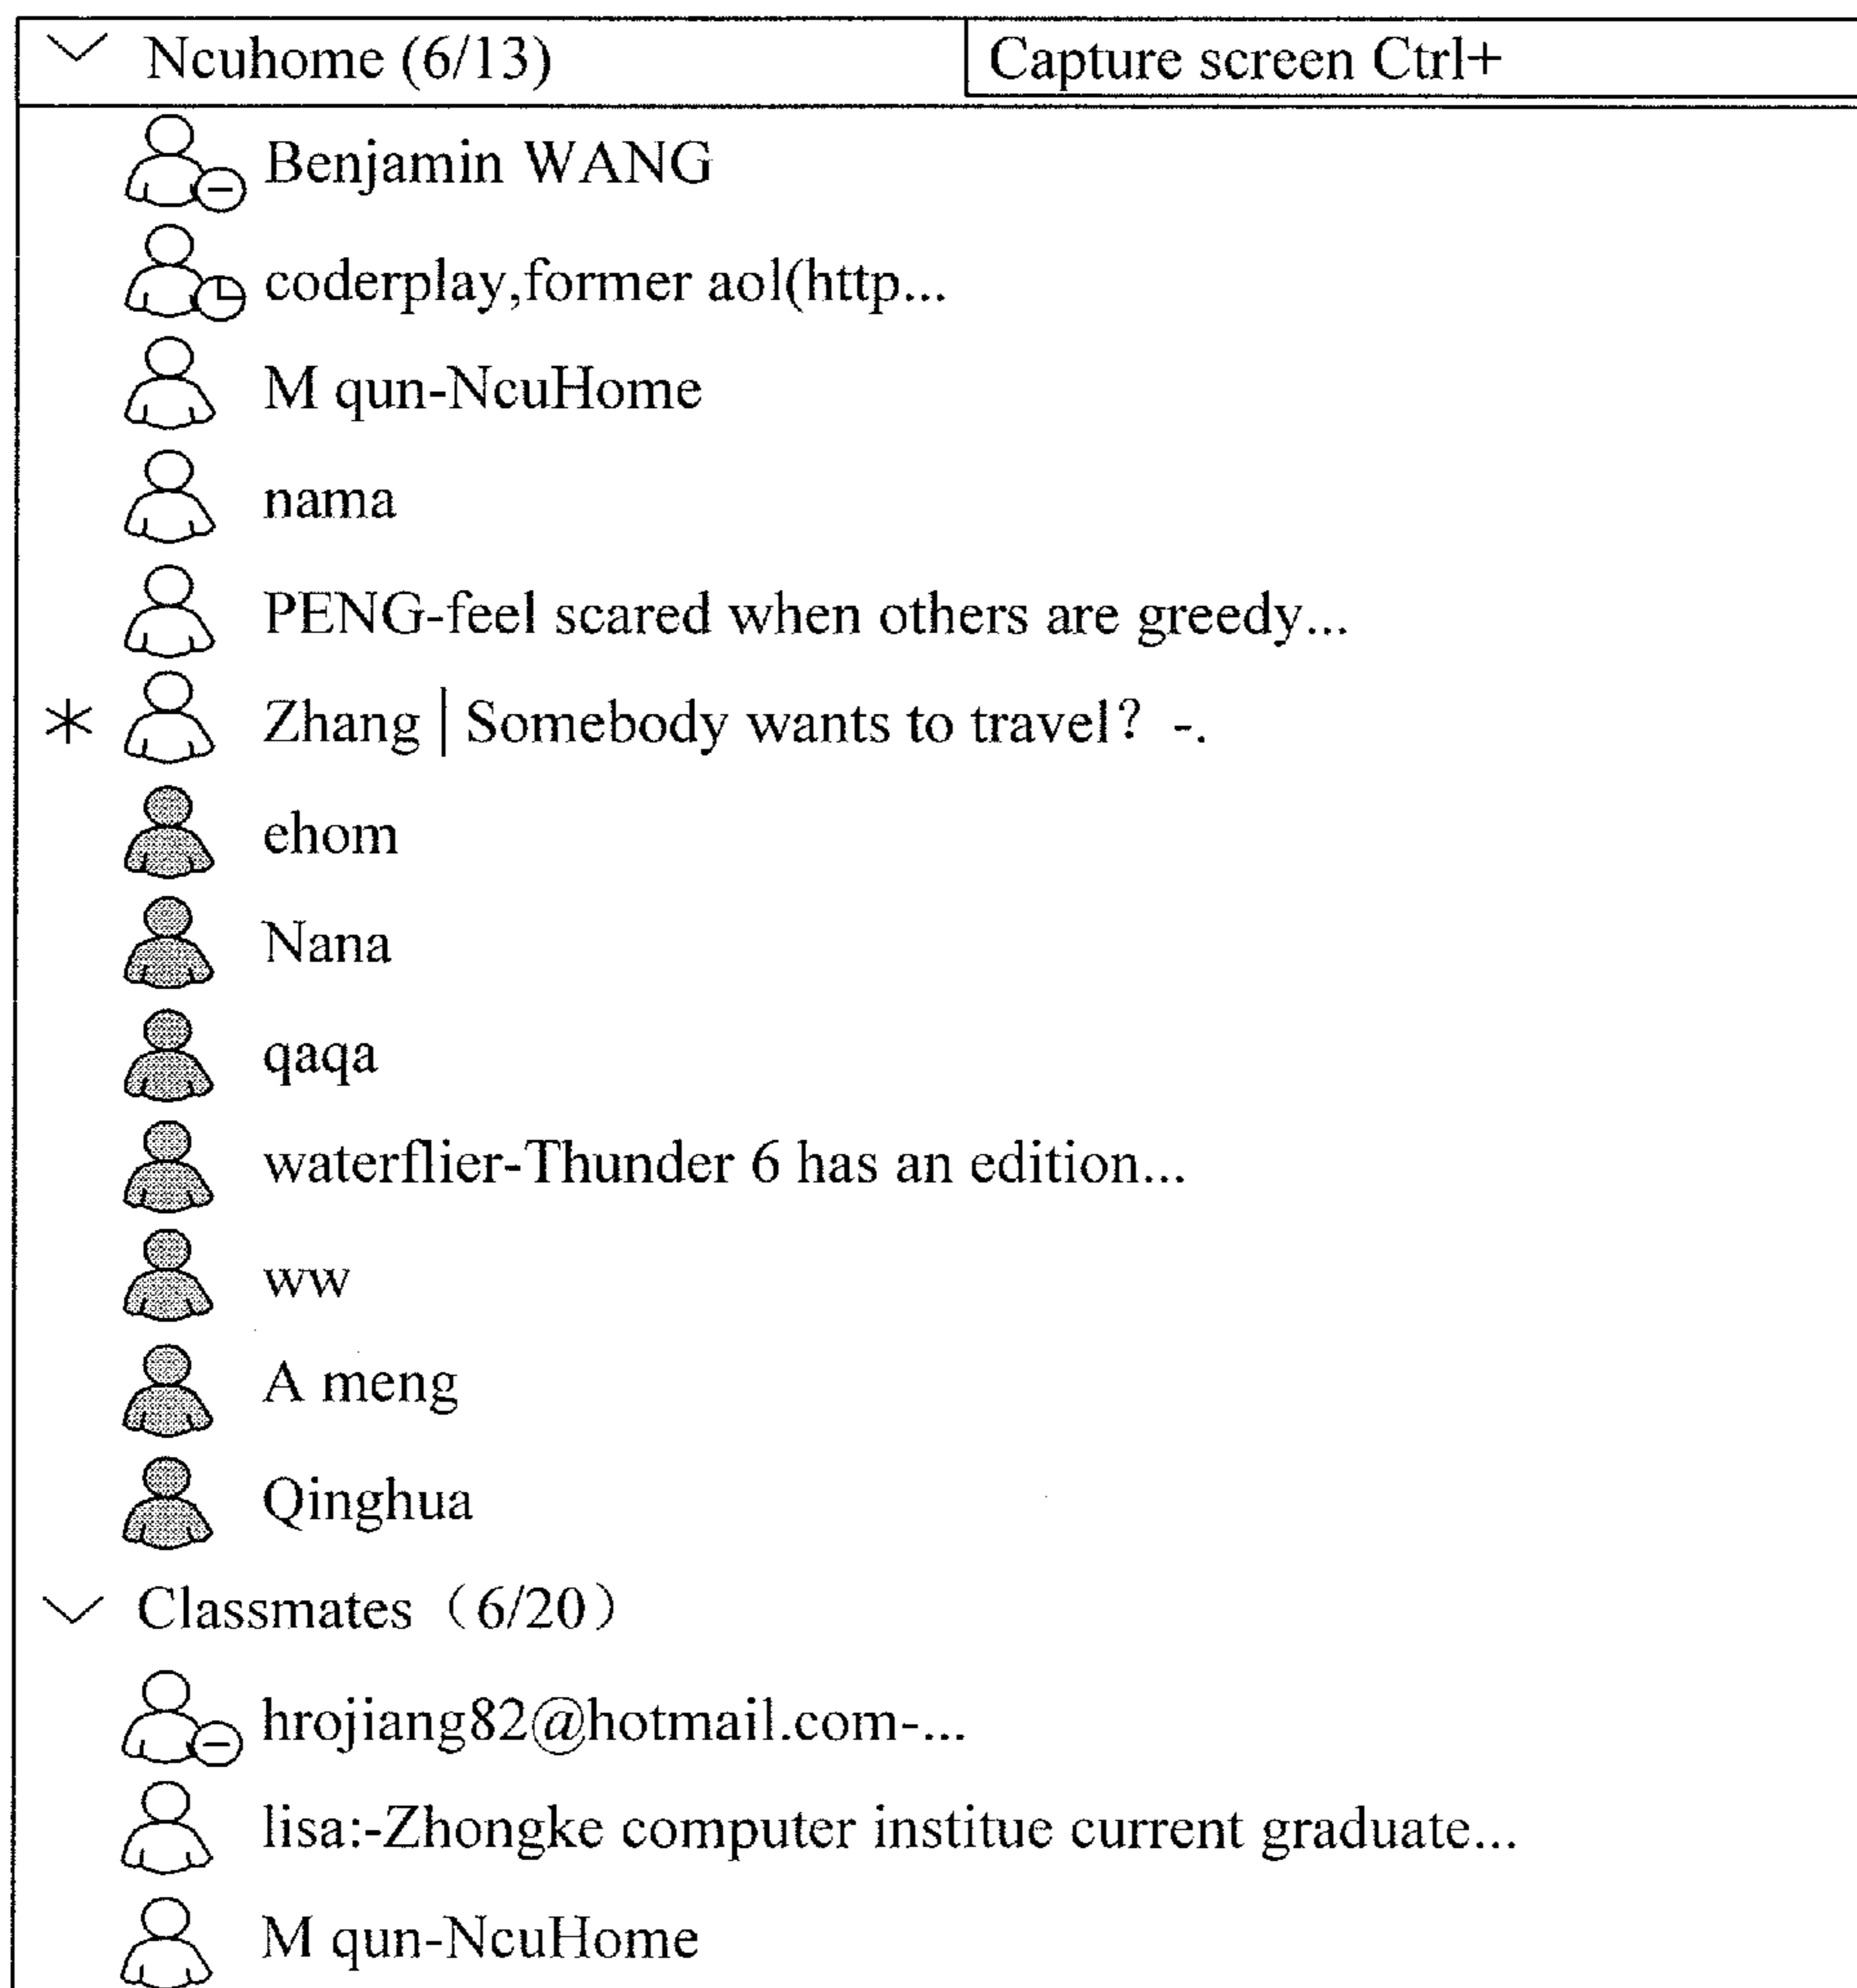 Ncuhome (6/13)
Capture screen Ctrl+
Benjamin WANG
coderplay,former aol(http...
M qun-NcuHome
nama
PENG-feel scared when others are greedy...
Zhang | Somebody wants to travel? -.
ehom
Nana
qaqa
waterflier-Thunder 6 has an edition...
ww
A meng
Qinghua
Classmates（6/20）
hrojiang82@hotmail.com-...
lisa:-Zhongke computer institue current graduate...
M qun-NcuHome